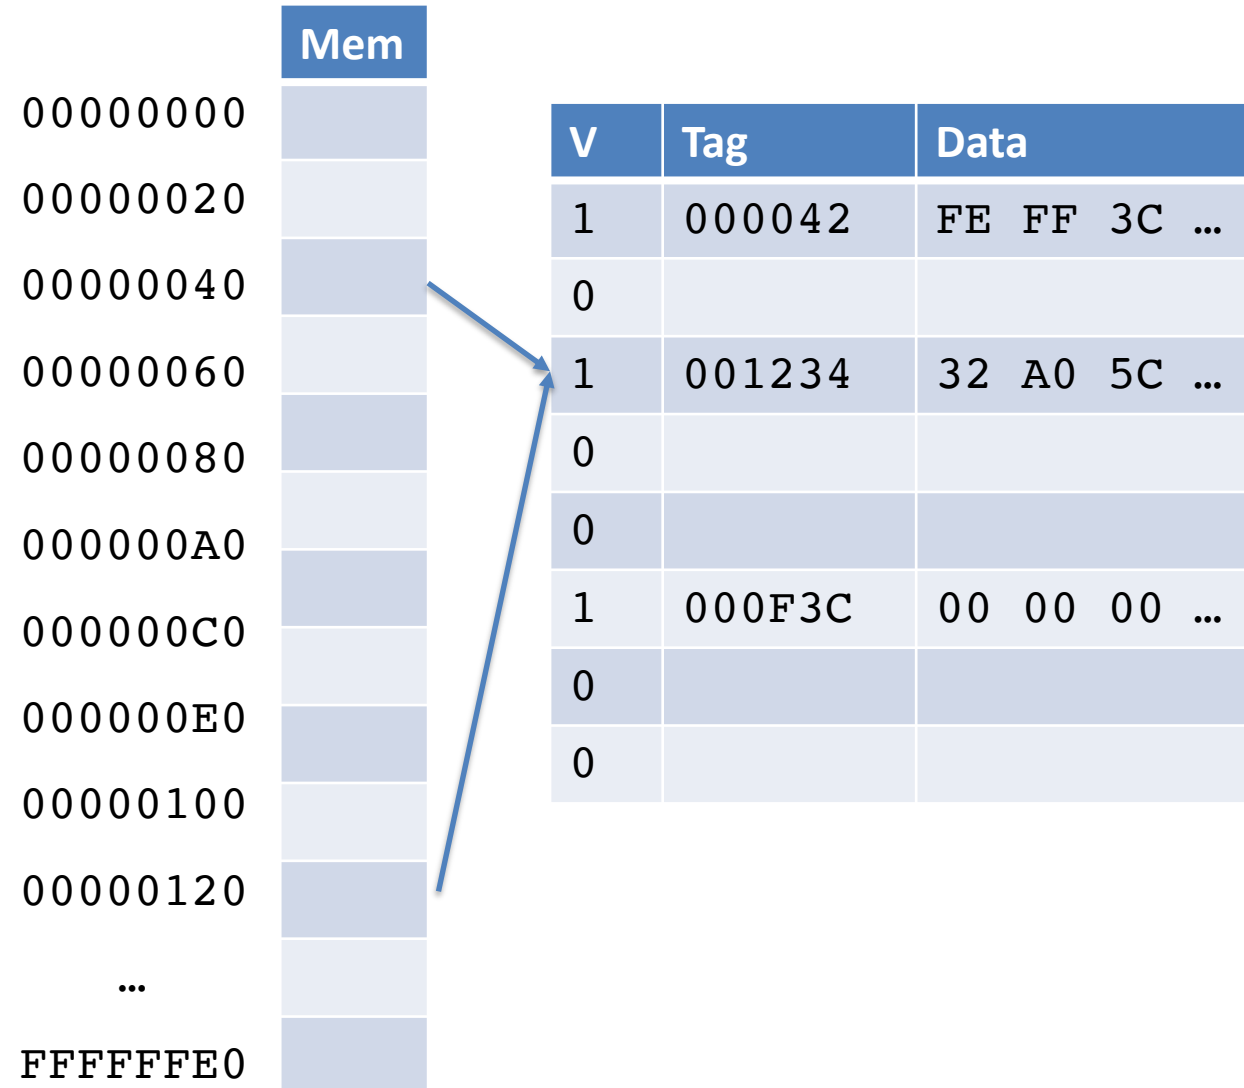 Mem
00000000
00000020
00000040
00000060
00000080
000000A0
000000C0
000000E0
00000100
00000120
…
FFFFFFE0
V Tag Data
1 000042 FE FF 3C …
0
1 001234 32 A0 5C …
0
0
1 000F3C 00 00 00 …
0
0